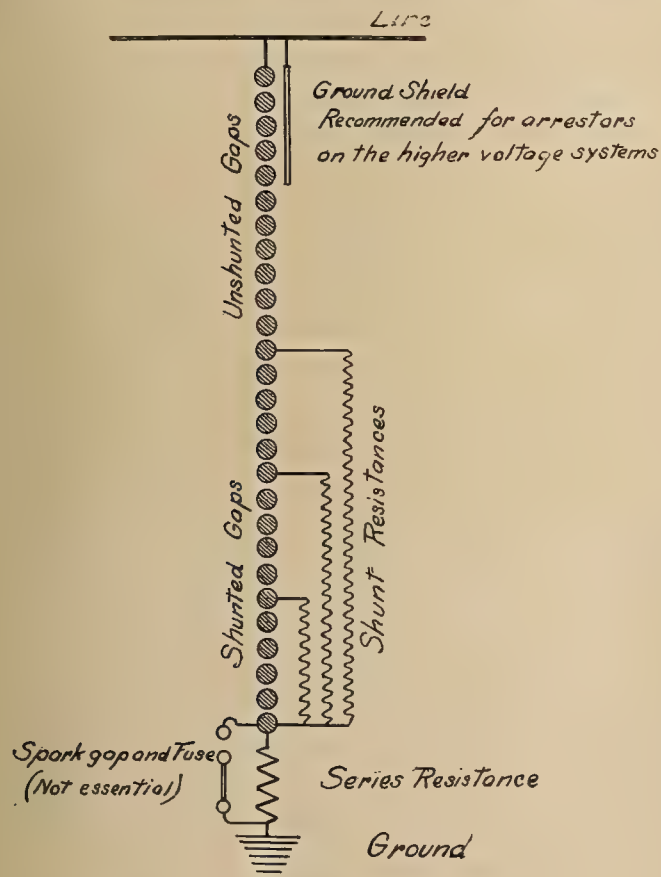 Line
Ground Shield
Recommended for arrestors
on the higher voltage systems
Unshunted Gaps
Shunted Gaps
Shunt Resistances
Spark gap and Fuse
(Not essential)
Series Resistance
Ground